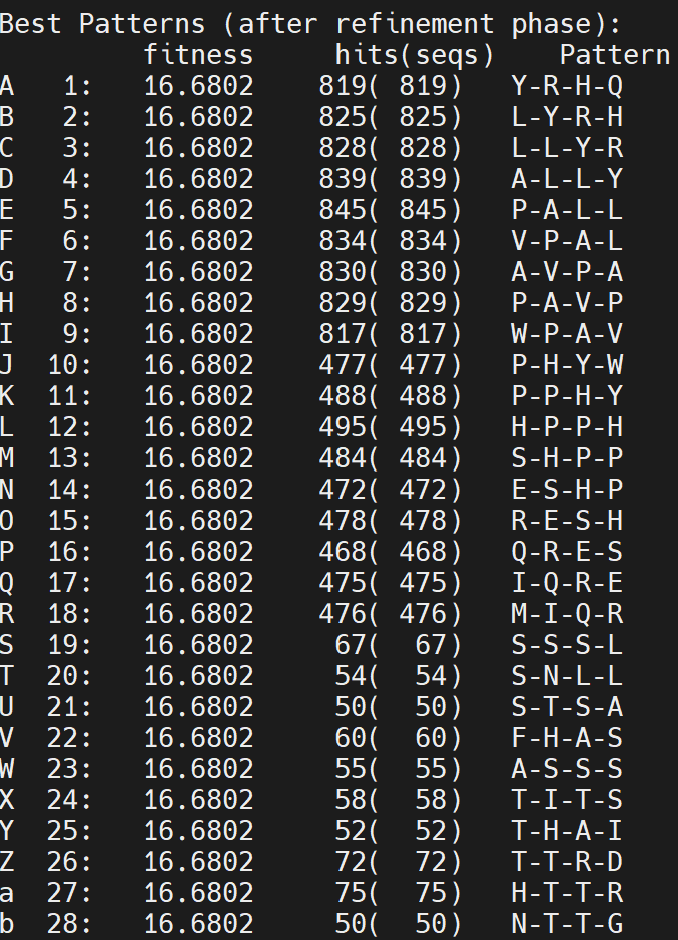 Best Patterns (after refinement phase):
fitness hits(seqs) Pattern
A 1: 16.6802 819( 819) Y-R-H-Q
B 2: 16.6802 825( 825) L-Y-R-H
C 3: 16.6802 828( 828) L-L-Y-R
D 4: 16.6802 839( 839) A-L-L-Y
E 5: 16.6802 845( 845) P-A-L-L
F 6: 16.6802 834( 834) V-P-A-L
G 7: 16.6802 830( 830) A-V-P-A
H 8: 16.6802 829( 829) P-A-V-P
I 9: 16.6802 817( 817) W-P-A-V
J 10: 16.6802 477( 477) P-H-Y-W
K 11: 16.6802 488( 488) P-P-H-Y
L 12: 16.6802 495( 495) H-P-P-H
M 13: 16.6802 484( 484) S-H-P-P
N 14: 16.6802 472( 472) E-S-H-P
O 15: 16.6802 478( 478) R-E-S-H
P 16: 16.6802 468( 468) Q-R-E-S
Q 17: 16.6802 475( 475) I-Q-R-E
R 18: 16.6802 476( 476) M-I-Q-R
S 19: 16.6802 67( 67) S-S-S-L
T 20: 16.6802 54( 54) S-N-L-L
U 21: 16.6802 50( 50) S-T-S-A
V 22: 16.6802 60( 60) F-H-A-S
W 23: 16.6802 55( 55) A-S-S-S
X 24: 16.6802 58( 58) T-I-T-S
Y 25: 16.6802 52( 52) T-H-A-I
Z 26: 16.6802 72( 72) T-T-R-D
a 27: 16.6802 75( 75) H-T-T-R
b 28: 16.6802 50( 50) N-T-T-G